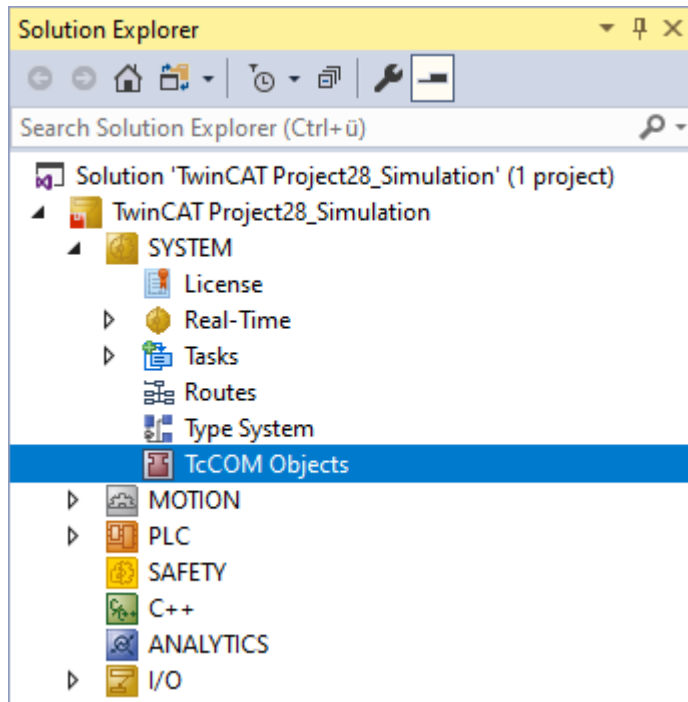 Solution Explorer
Search Solution Explorer (Ctrl+ü)
Solution 'TwinCAT Project28_Simulation' (1 project)
TwinCAT Project28_Simulation
SYSTEM
License
Real-Time
Tasks
Routes
Type System
TcCOM Objects
MOTION
PLC
SAFETY
C++
ANALYTICS
I/O